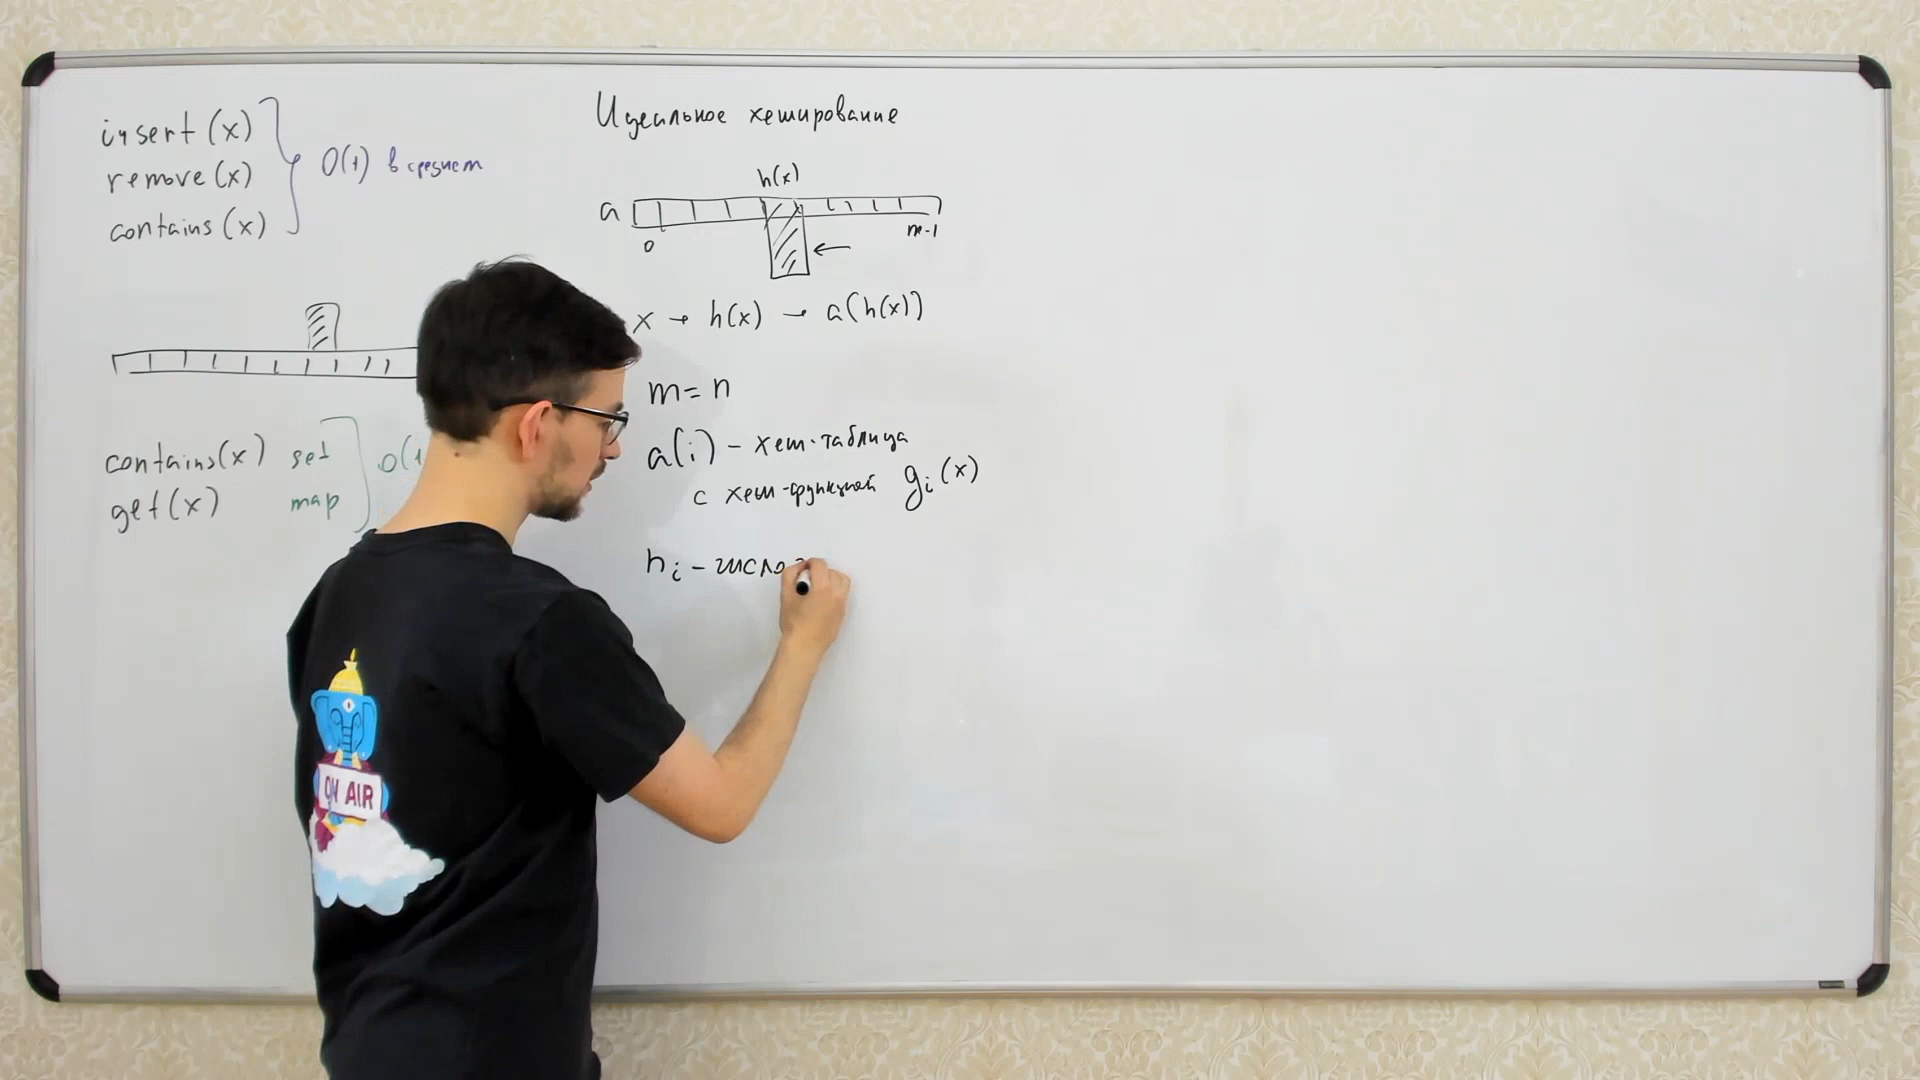 insert (x)
remove (x)
contains (x)
O(1) в среднем
contains(x) set
get(x) map
O(1
Идеальное хеширование
h(x)
a
0
m-1
x → h(x) → a(h(x))
m = n
a(i) - хеш-таблица
с хеш-функцией gᵢ(x)
nᵢ - число
ON AIR